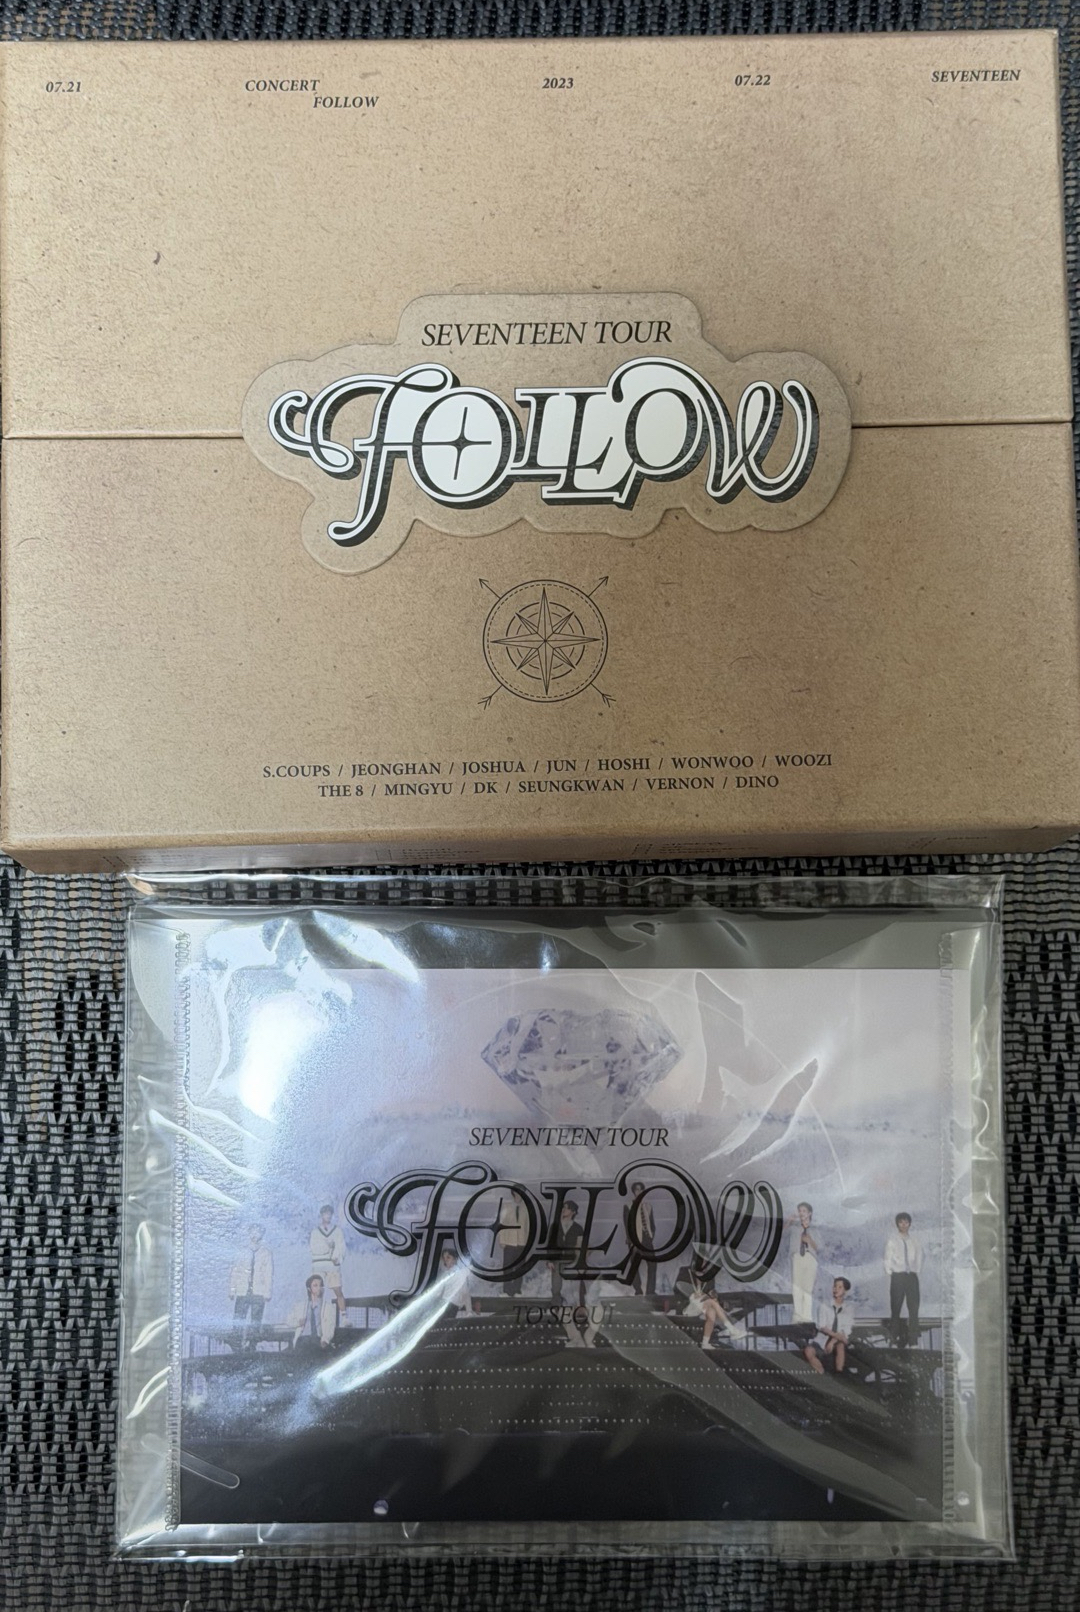 07.21
CONCERT
FOLLOW
2023
07.22
SEVENTEEN
SEVENTEEN TOUR
FOLLOW
S.COUPS / JEONGHAN / JOSHUA / JUN / HOSHI / WONWOO / WOOZI
THE 8 / MINGYU / DK / SEUNGKWAN / VERNON / DINO
SEVENTEEN TOUR
FOLLOW
TO SEOUL